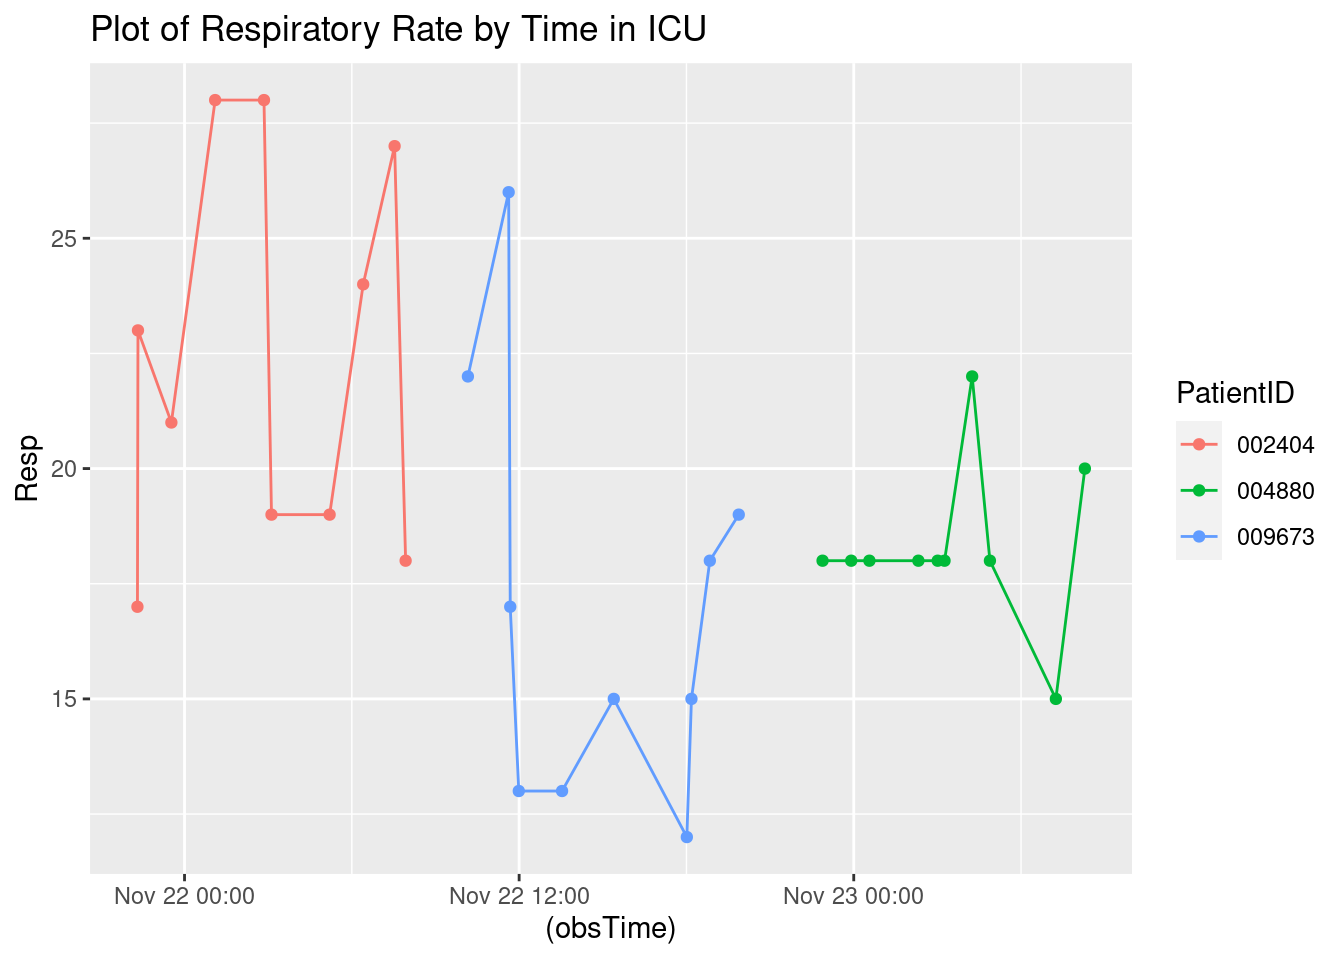 Plot of Respiratory Rate by Time in ICU
Resp
25
20
15
Nov 22 00:00
Nov 22 12:00
Nov 23 00:00
(obsTime)
PatientID
002404
004880
009673